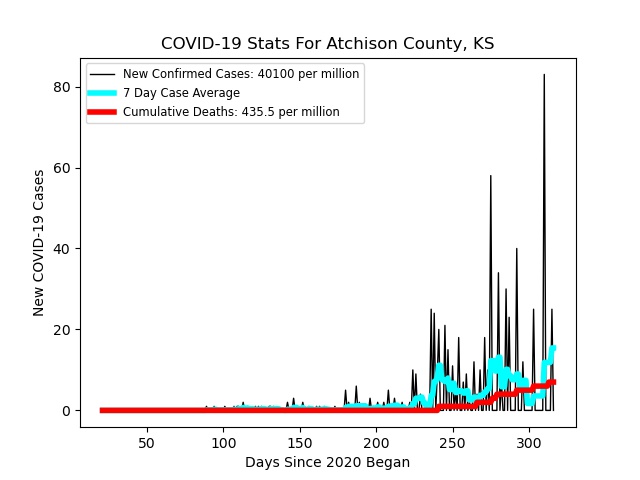 COVID-19 Stats For Atchison County, KS
New Confirmed Cases: 40100 per million
7 Day Case Average
Cumulative Deaths: 435.5 per million
New COVID-19 Cases
80
60
40
20
0
50 100 150 200 250 300
Days Since 2020 Began